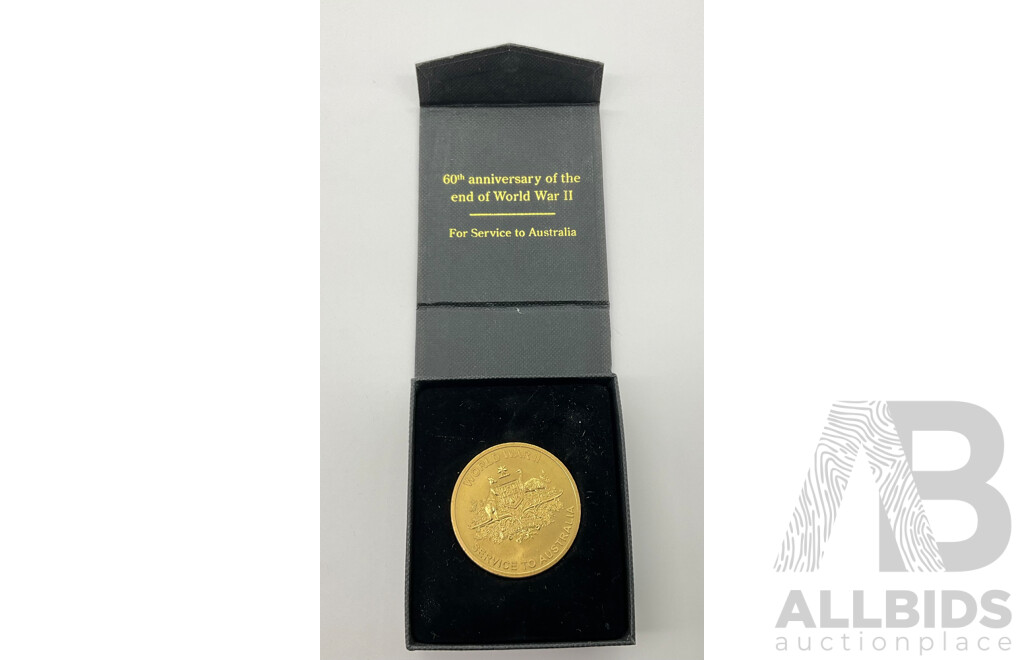 60th anniversary of the
end of World War II
For Service to Australia
WORLD WAR II
SERVICE TO AUSTRALIA
AB
ALLBIDS
auctionplace